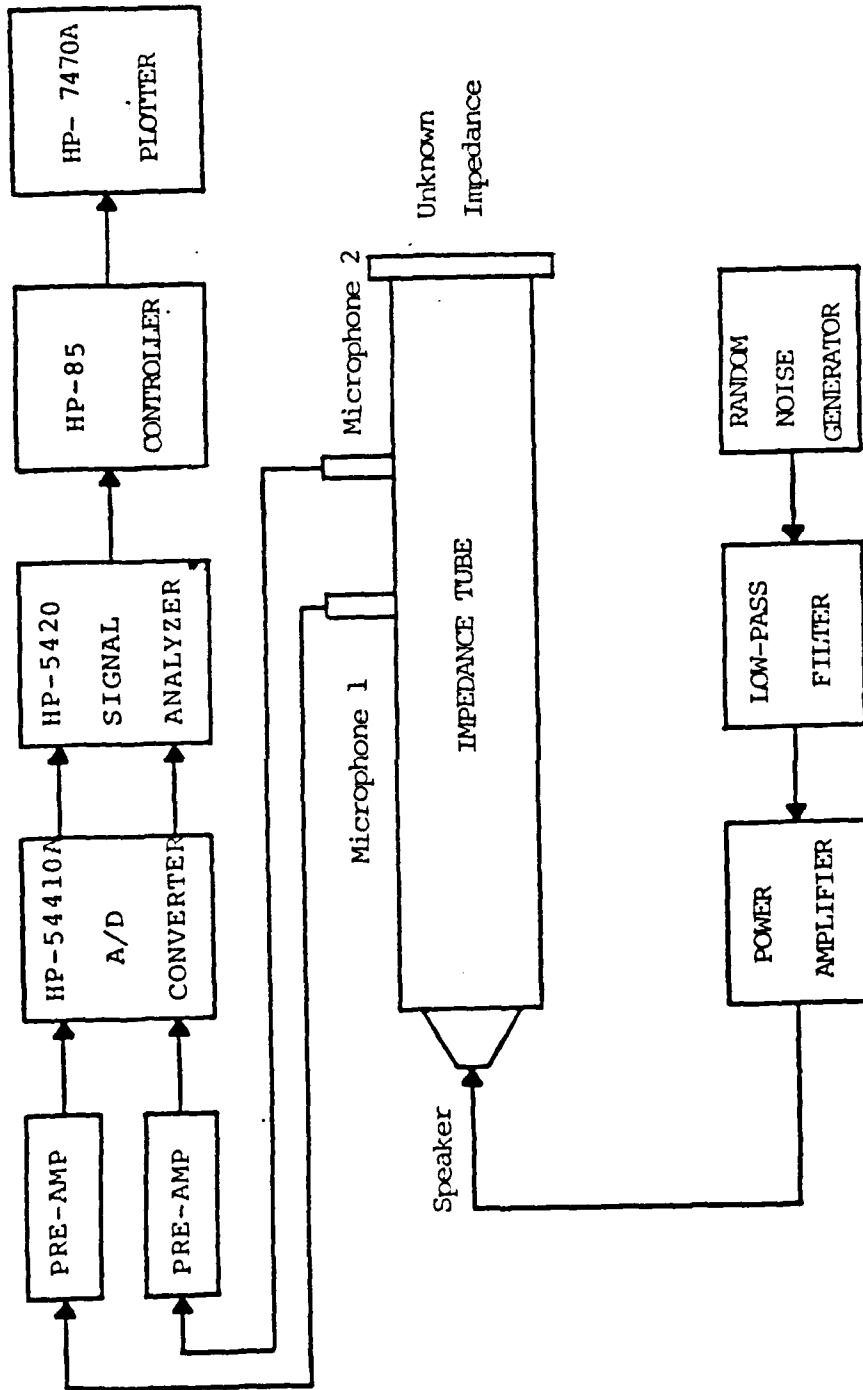 PRE-AMP
PRE-AMP
HP-54410A
A/D
CONVERTER
HP-5420
SIGNAL
ANALYZER
HP-85
CONTROLLER
HP- 7470A
PLOTTER
Microphone 1
Microphone 2
Speaker
IMPEDANCE TUBE
Unknown
Impedance
POWER
AMPLIFIER
LOW-PASS
FILTER
RANDOM
NOISE
GENERATOR